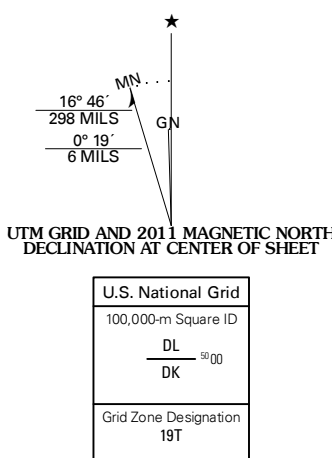 ★
MN
16° 46´
298 MILS
GN
0° 19´
6 MILS
UTM GRID AND 2011 MAGNETIC NORTH
DECLINATION AT CENTER OF SHEET
U.S. National Grid
100,000-m Square ID
DL
5000
DK
Grid Zone Designation
19T